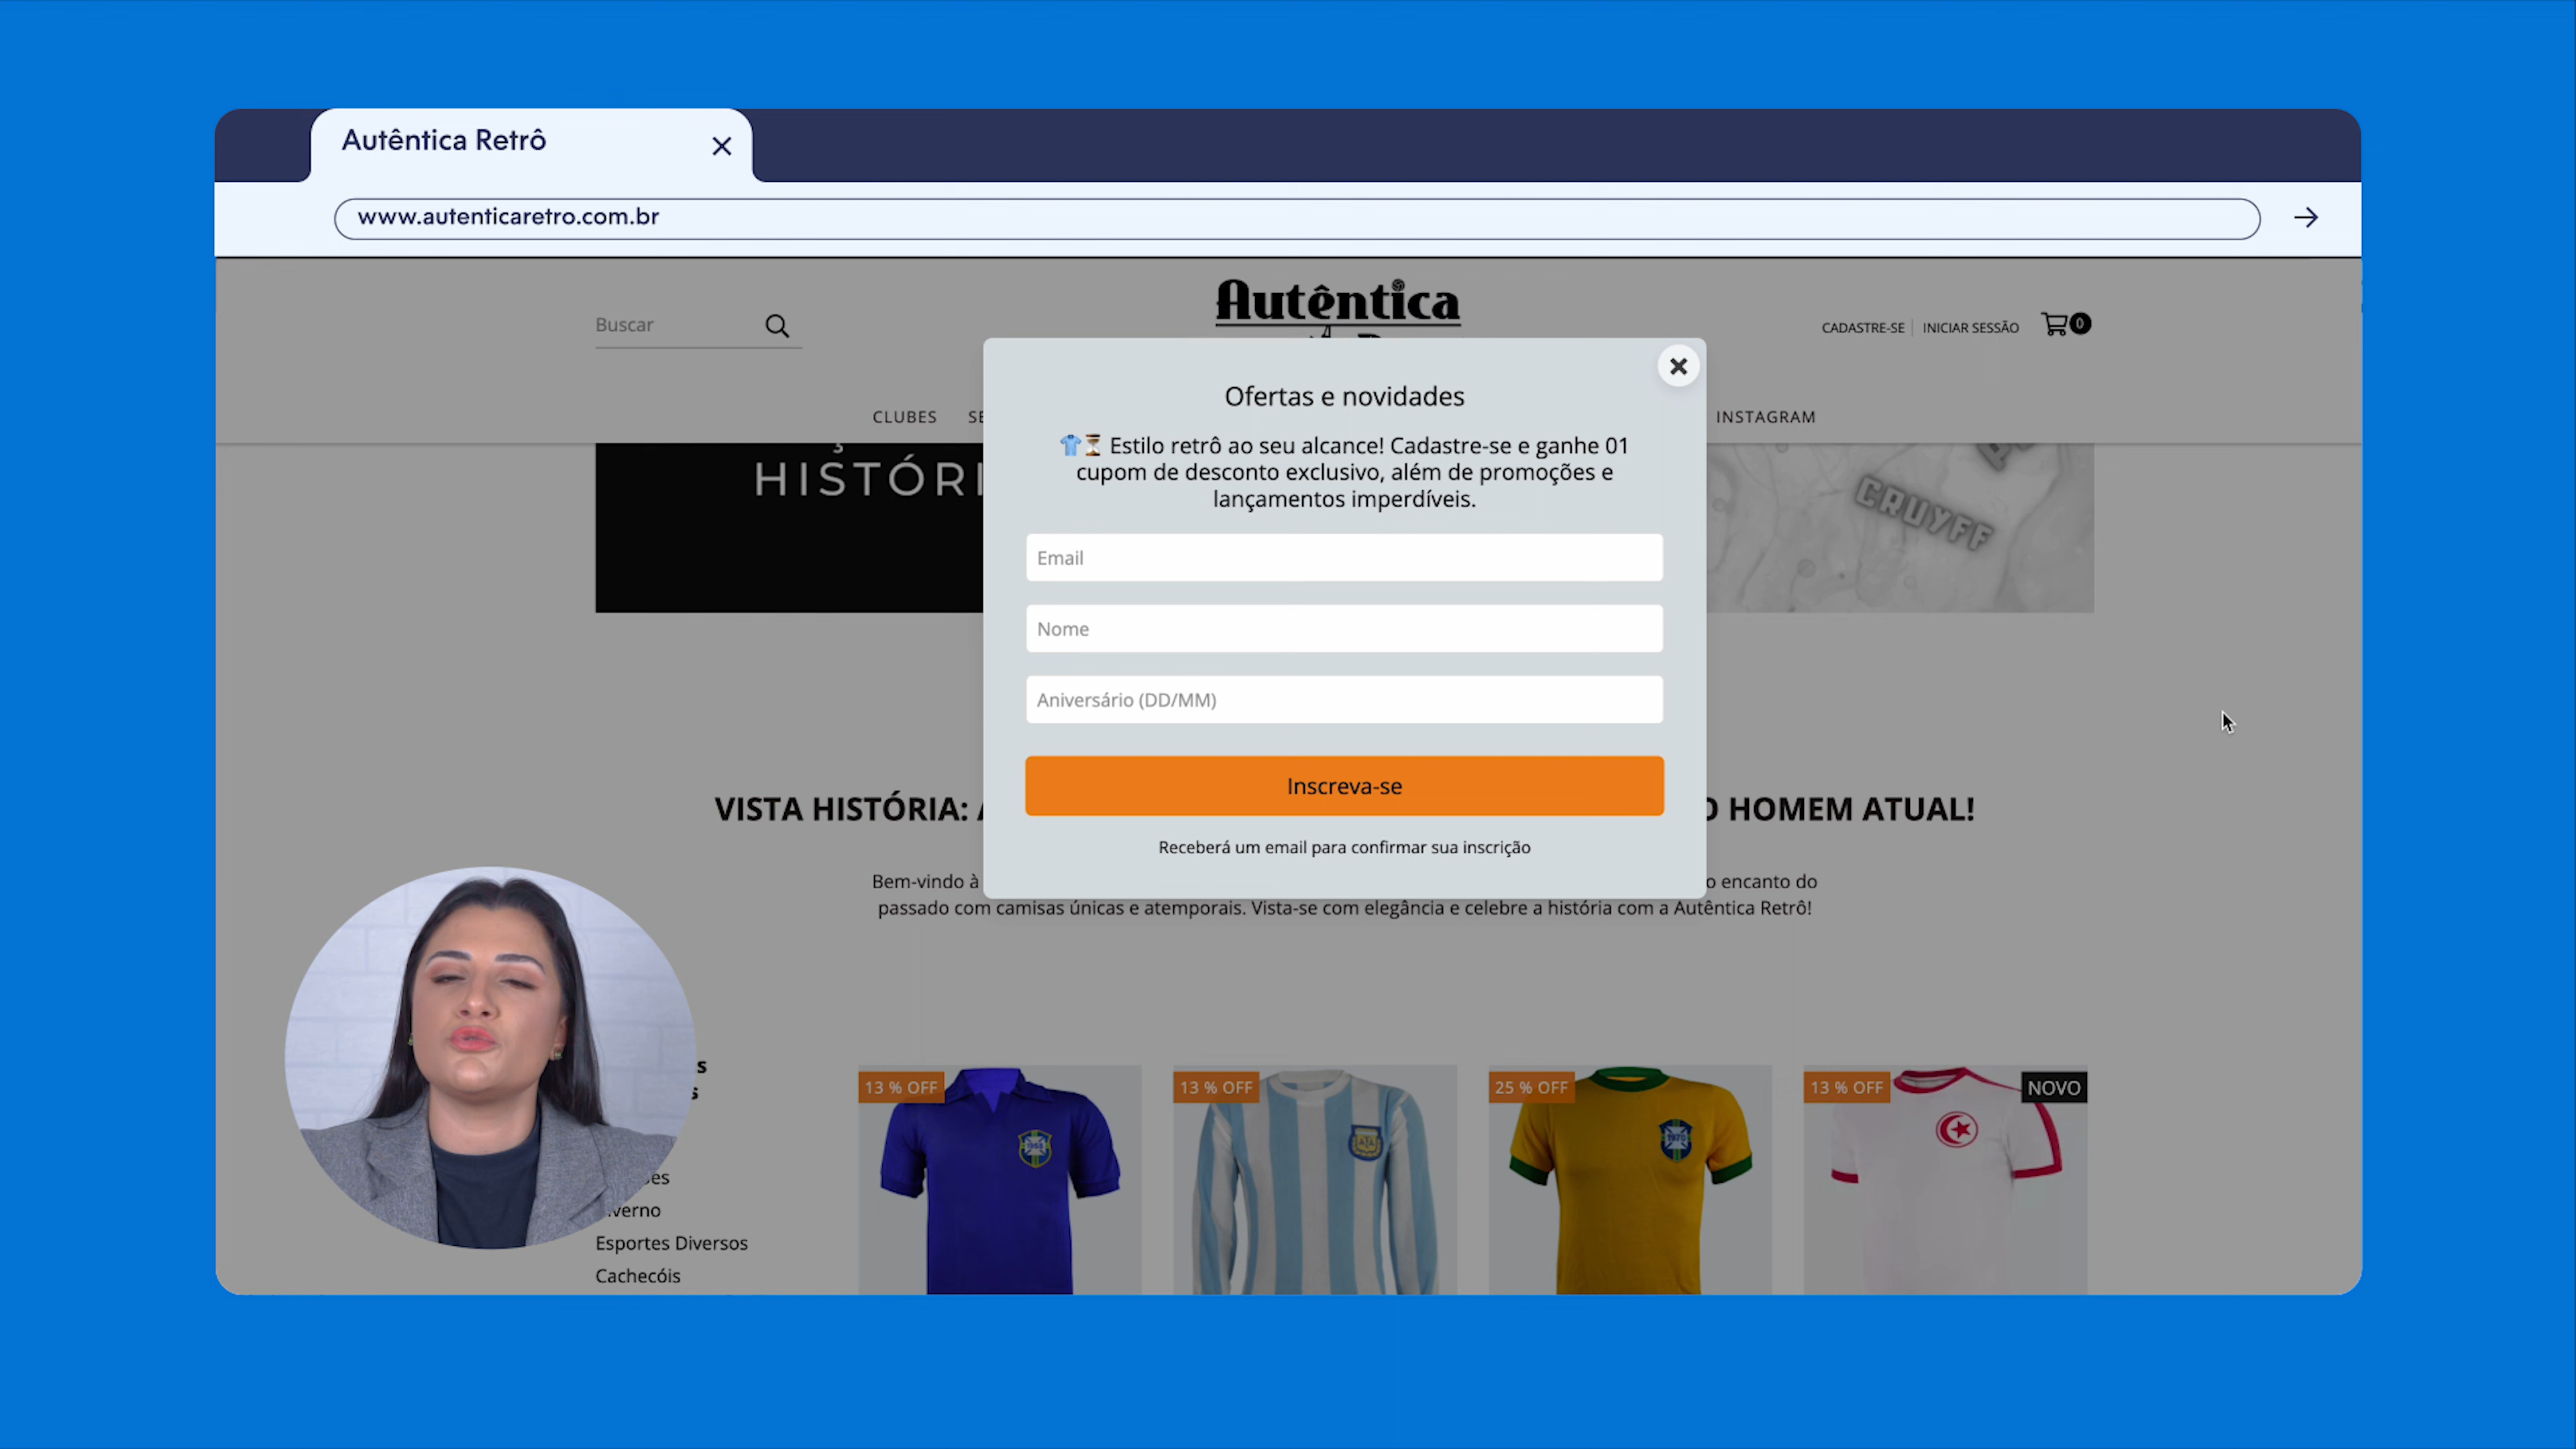 Autêntica Retrô
www.autenticaretro.com.br
Buscar
Autêntica
CADASTRE-SE
INICIAR SESSÃO
0
CLUBES
INSTAGRAM
CRUYFF
Ofertas e novidades
👕⏳ Estilo retrô ao seu alcance! Cadastre-se e ganhe 01
cupom de desconto exclusivo, além de promoções e
lançamentos imperdíveis.
Email
Nome
Aniversário (DD/MM)
Inscreva-se
Receberá um email para confirmar sua inscrição
VISTA HISTÓRIA:
HOMEM ATUAL!
Bem-vindo à
encanto do
passado com camisas únicas e atemporais. Vista-se com elegância e celebre a história com a Autêntica Retrô!
13 % OFF
13 % OFF
25 % OFF
13 % OFF
NOVO
1970
Esportes Diversos
Cachecóis